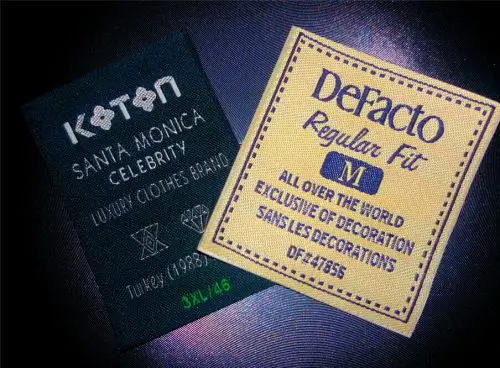 KOTON
SANTA MONICA
CELEBRITY
LUXURY CLOTHES BRAND
Turkey (1988)
3XL/46
DeFacto
Regular Fit
M
ALL OVER THE WORLD
EXCLUSIVE OF DECORATION
SANS LES DECORATIONS
DF#47856